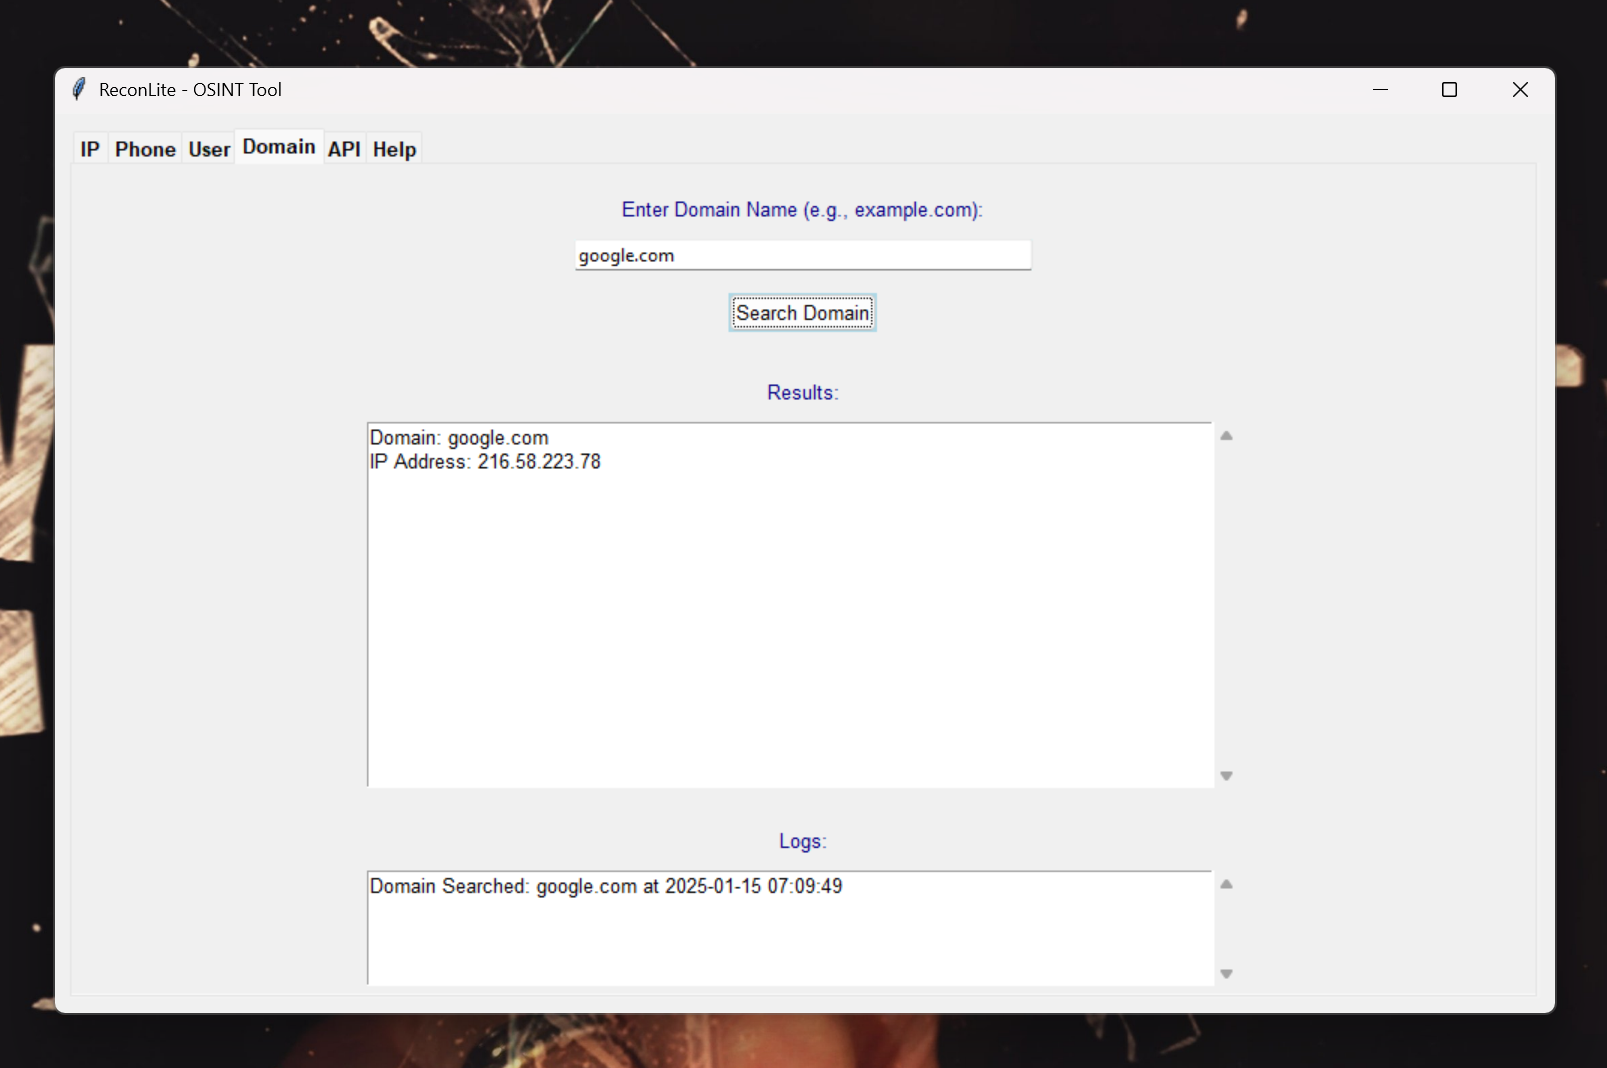 ReconLite - OSINT Tool
IP Phone User Domain API Help
Enter Domain Name (e.g., example.com):
google.com
Search Domain
Results:
Domain: google.com
IP Address: 216.58.223.78
Logs:
Domain Searched: google.com at 2025-01-15 07:09:49